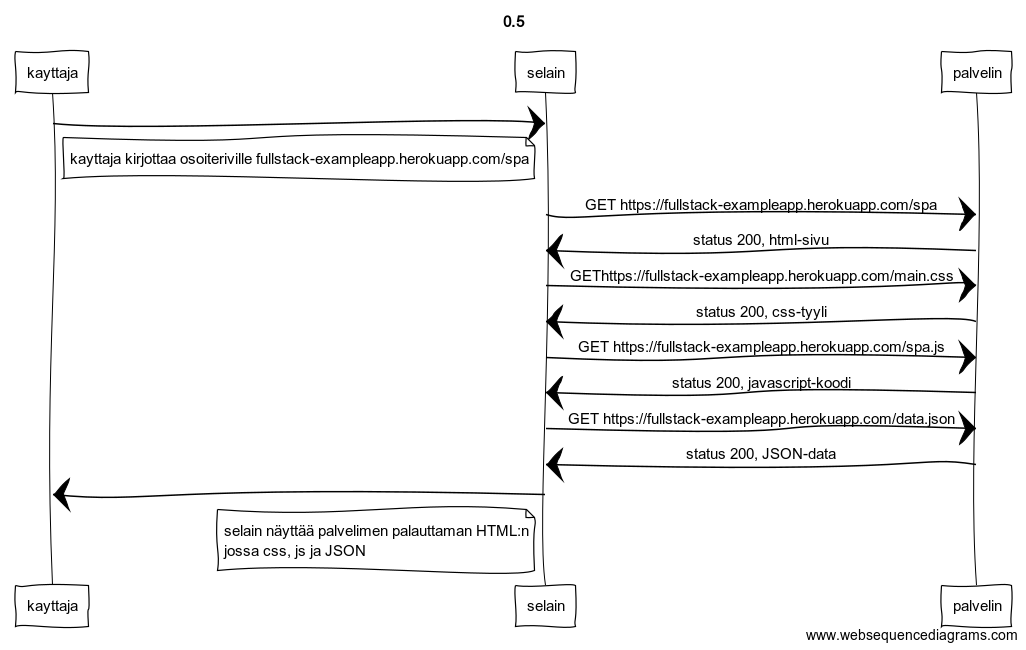 0.5
kayttaja
selain
palvelin
kayttaja kirjottaa osoiteriville fullstack-exampleapp.herokuapp.com/spa
GET https://fullstack-exampleapp.herokuapp.com/spa
status 200, html-sivu
GEThttps://fullstack-exampleapp.herokuapp.com/main.css
status 200, css-tyyli
GET https://fullstack-exampleapp.herokuapp.com/spa.js
status 200, javascript-koodi
GET https://fullstack-exampleapp.herokuapp.com/data.json
status 200, JSON-data
selain näyttää palvelimen palauttaman HTML:n
jossa css, js ja JSON
kayttaja
selain
palvelin
www.websequencediagrams.com